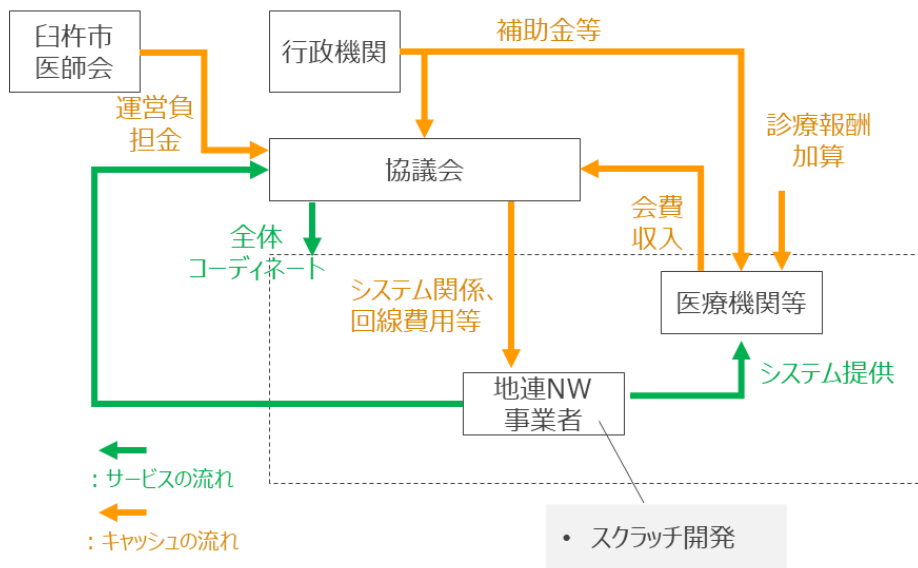 臼杵市
医師会
行政機関
補助金等
運営負
担金
診療報酬
加算
協議会
会費
収入
全体
コーディネート
システム関係、
回線費用等
医療機関等
システム提供
地連NW
事業者
：サービスの流れ
：キャッシュの流れ
• スクラッチ開発